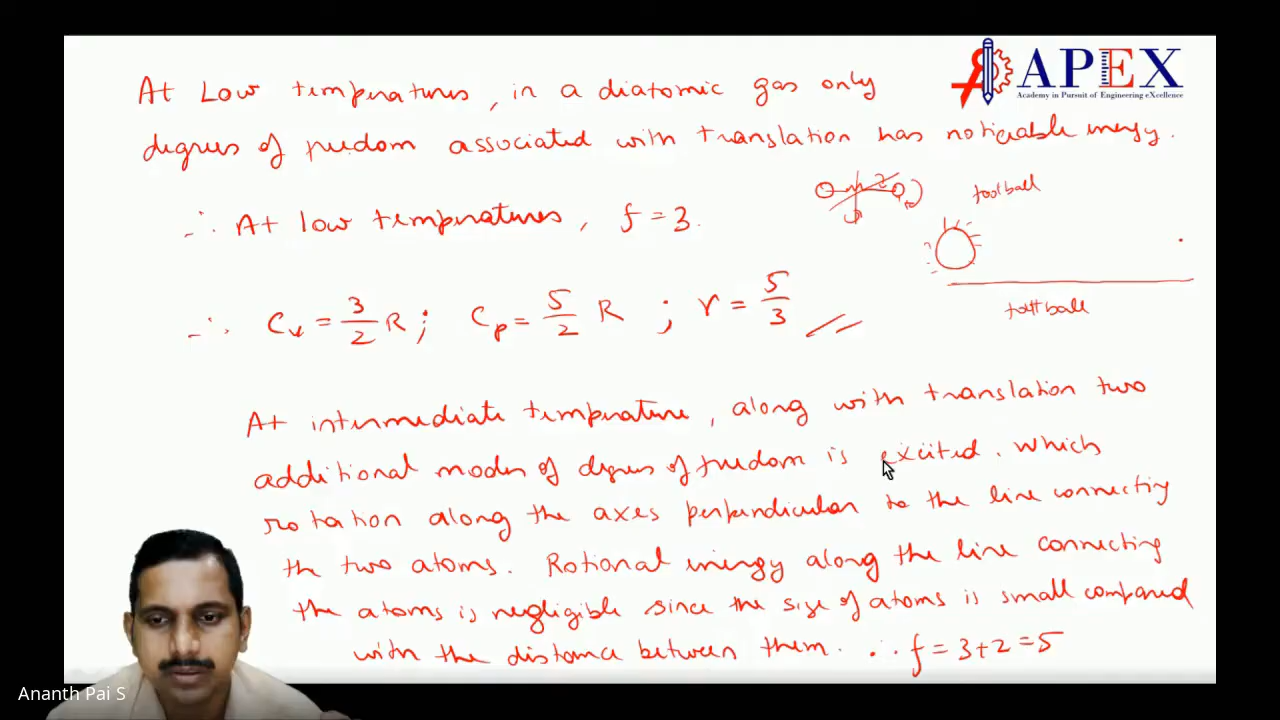 At Low temperatures, in a diatomic gas only
degrees of freedom associated with translation has noticiable energy.
∴ At low temperatures, f = 3.
football
football
∴ Cv = 3/2 R; Cp = 5/2 R; γ = 5/3
At intermediate temperature, along with translation two
additional modes of degrees of freedom is excited. which
rotation along the axes perpendicular to the line connecting
the two atoms. Rotional energy along the line connecting
the atoms is negligible since the size of atoms is small compared
with the distance between them. ∴ f = 3+2 = 5
APEX
Academy in Pursuit of Engineering eXcellence
Ananth Pai S